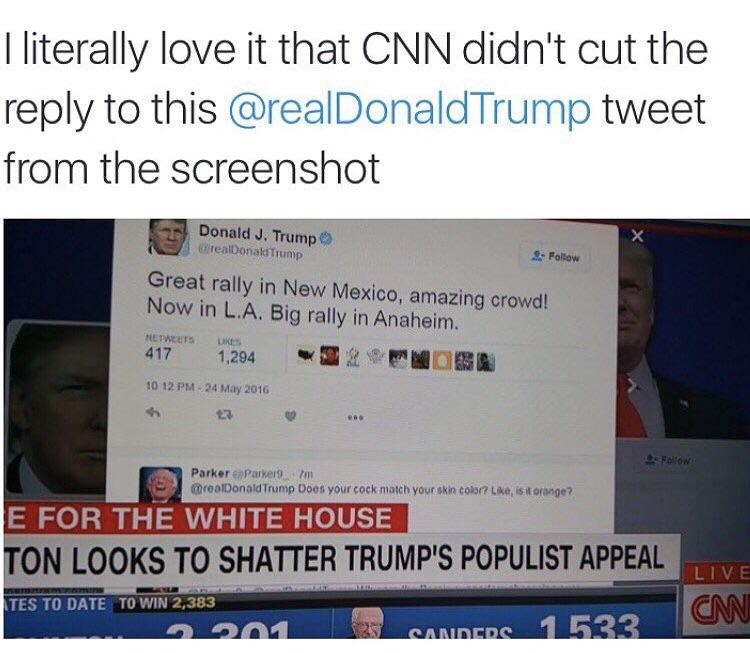 I literally love it that CNN didn't cut the
reply to this @realDonaldTrump tweet
from the screenshot
Donald J. Trump
@realDonaldTrump
Follow
Great rally in New Mexico, amazing crowd!
Now in L.A. Big rally in Anaheim.
RETWEETS LIKES
417 1,294
10 12 PM - 24 May 2016
Follow
Parker @Parker9_ · 7m
@realDonaldTrump Does your cock match your skin color? Like, is it orange?
E FOR THE WHITE HOUSE
TON LOOKS TO SHATTER TRUMP'S POPULIST APPEAL
LIVE
CNN
ATES TO DATE TO WIN 2,383
2,301
SANDERS 1,533